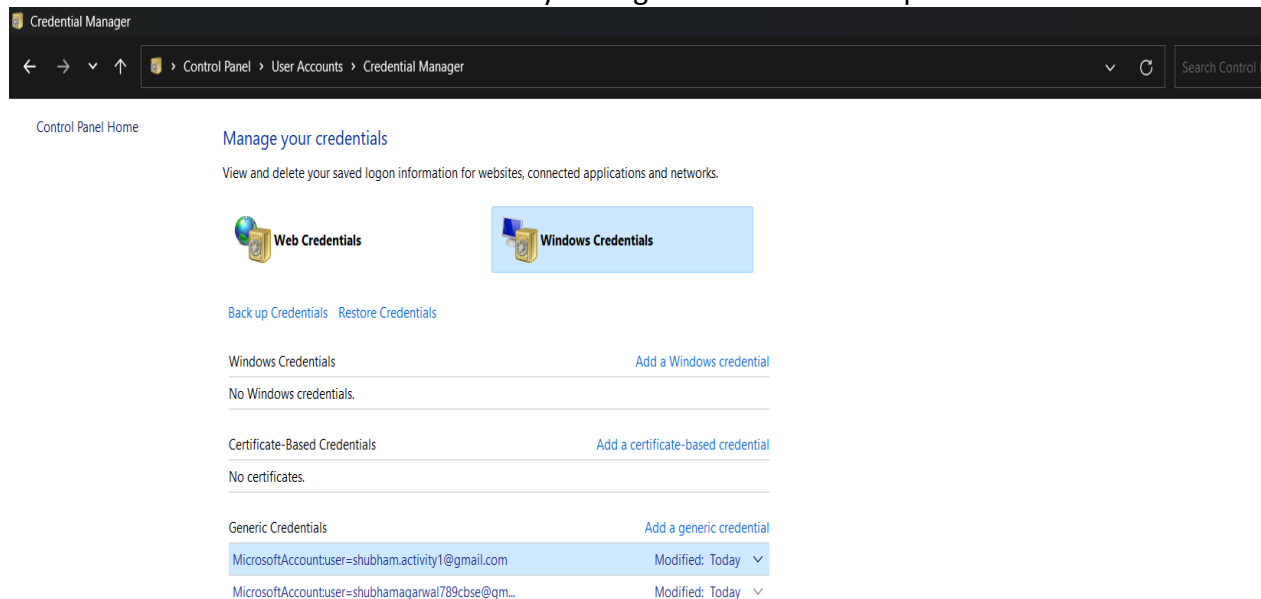 Credential Manager
Control Panel > User Accounts > Credential Manager
Search Control
Control Panel Home
Manage your credentials
View and delete your saved logon information for websites, connected applications and networks.
Web Credentials
Windows Credentials
Back up Credentials Restore Credentials
Windows Credentials Add a Windows credential
No Windows credentials.
Certificate-Based Credentials Add a certificate-based credential
No certificates.
Generic Credentials Add a generic credential
MicrosoftAccount:user=shubham.activity1@gmail.com Modified: Today
MicrosoftAccount:user=shubhamagarwal789cbse@gm... Modified: Today